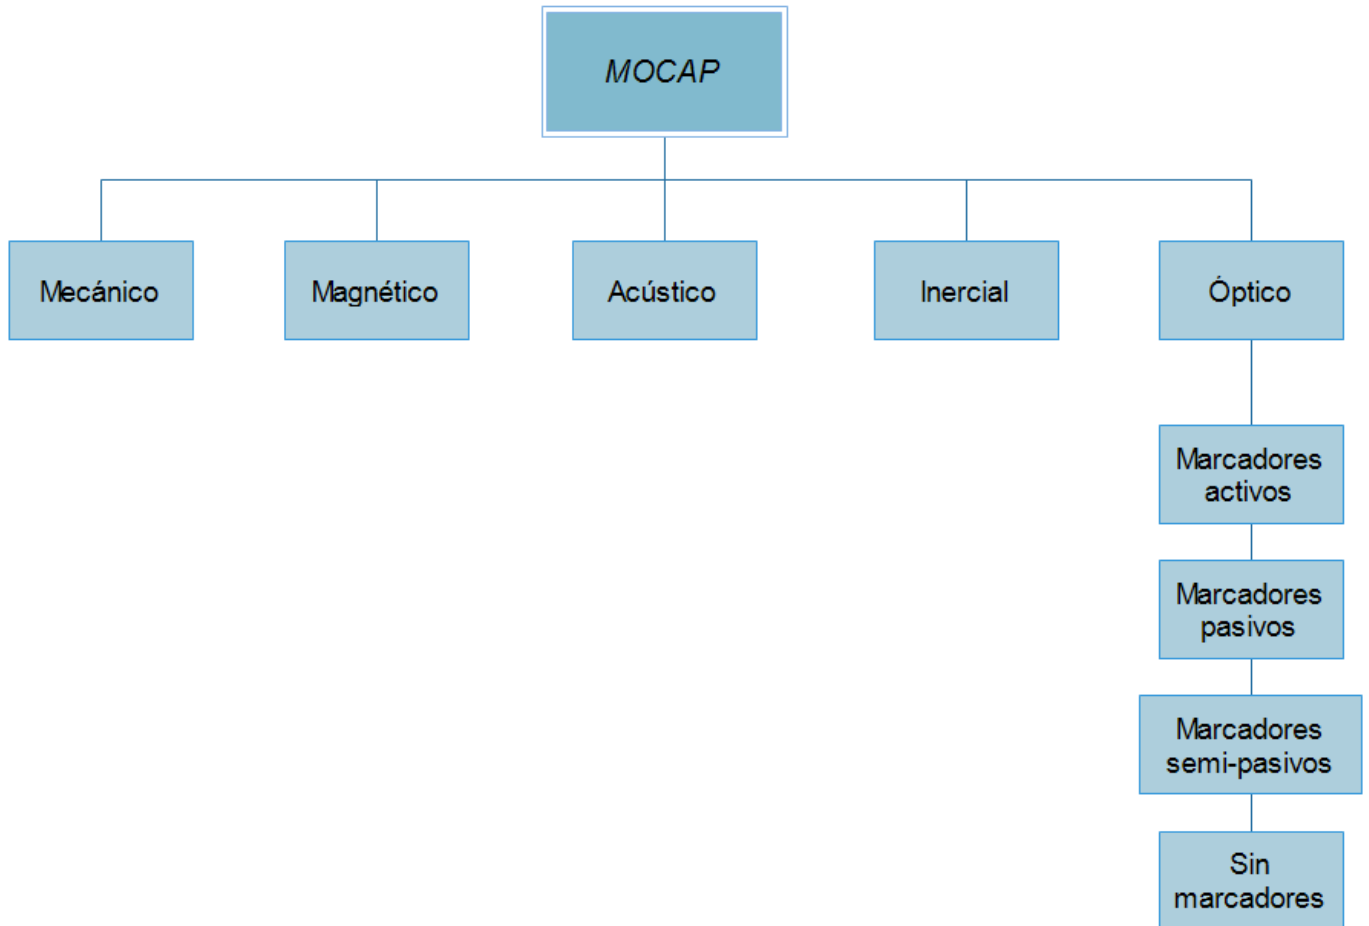 MOCAP
Mecánico
Magnético
Acústico
Inercial
Óptico
Marcadores
activos
Marcadores
pasivos
Marcadores
semi-pasivos
Sin
marcadores